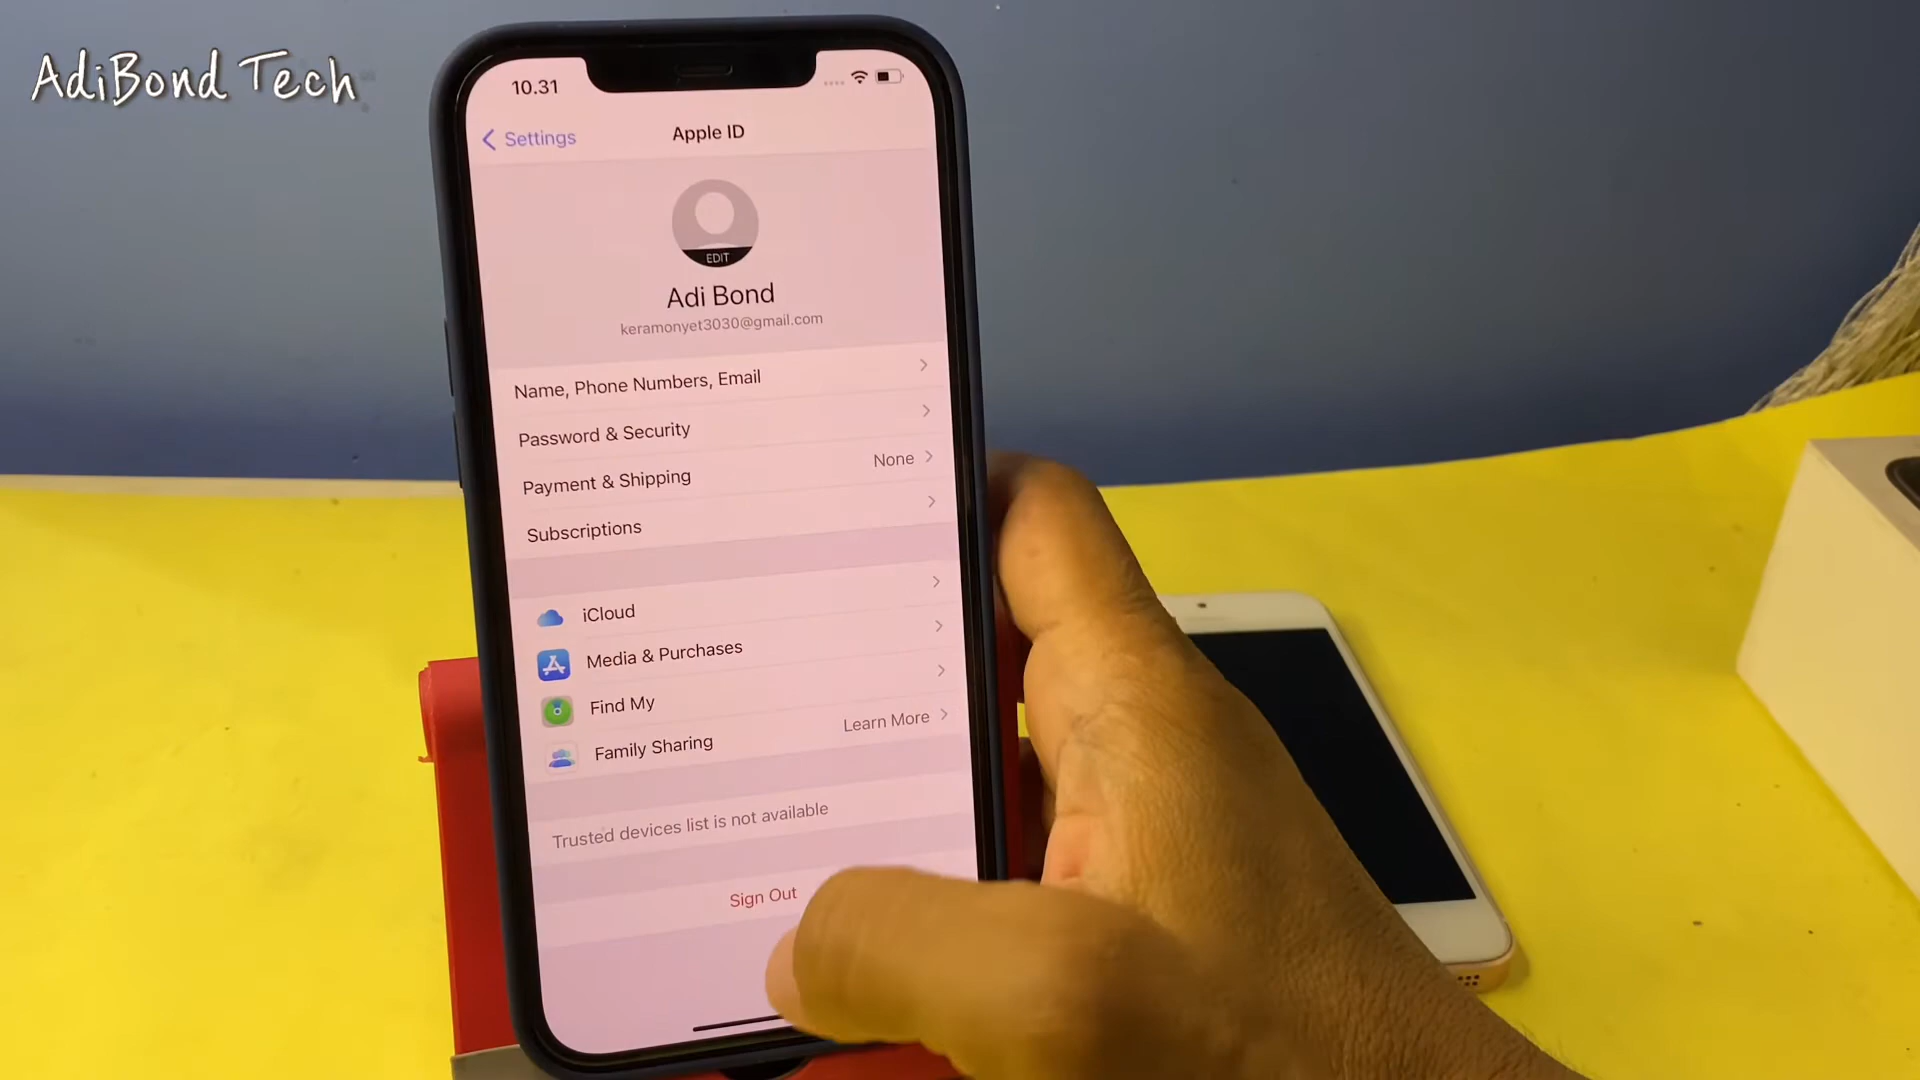 AdiBond Tech
10.31
Settings
Apple ID
EDIT
Adi Bond
keramonyet3030@gmail.com
Name, Phone Numbers, Email
Password & Security
Payment & Shipping None
Subscriptions
iCloud
Media & Purchases
Find My
Family Sharing Learn More
Trusted devices list is not available
Sign Out